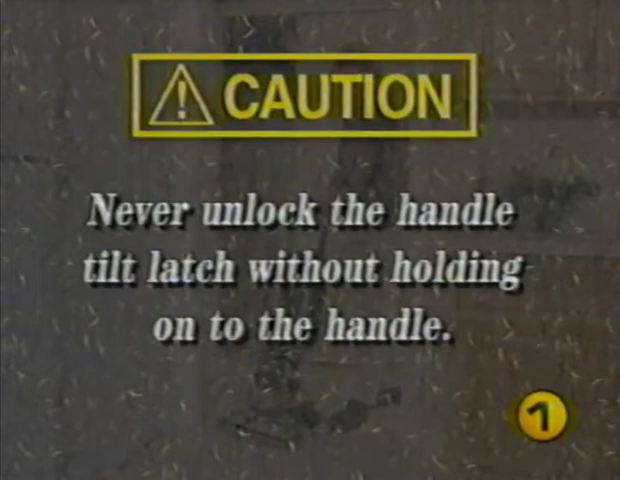 CAUTION
Never unlock the handle
tilt latch without holding
on to the handle.
1